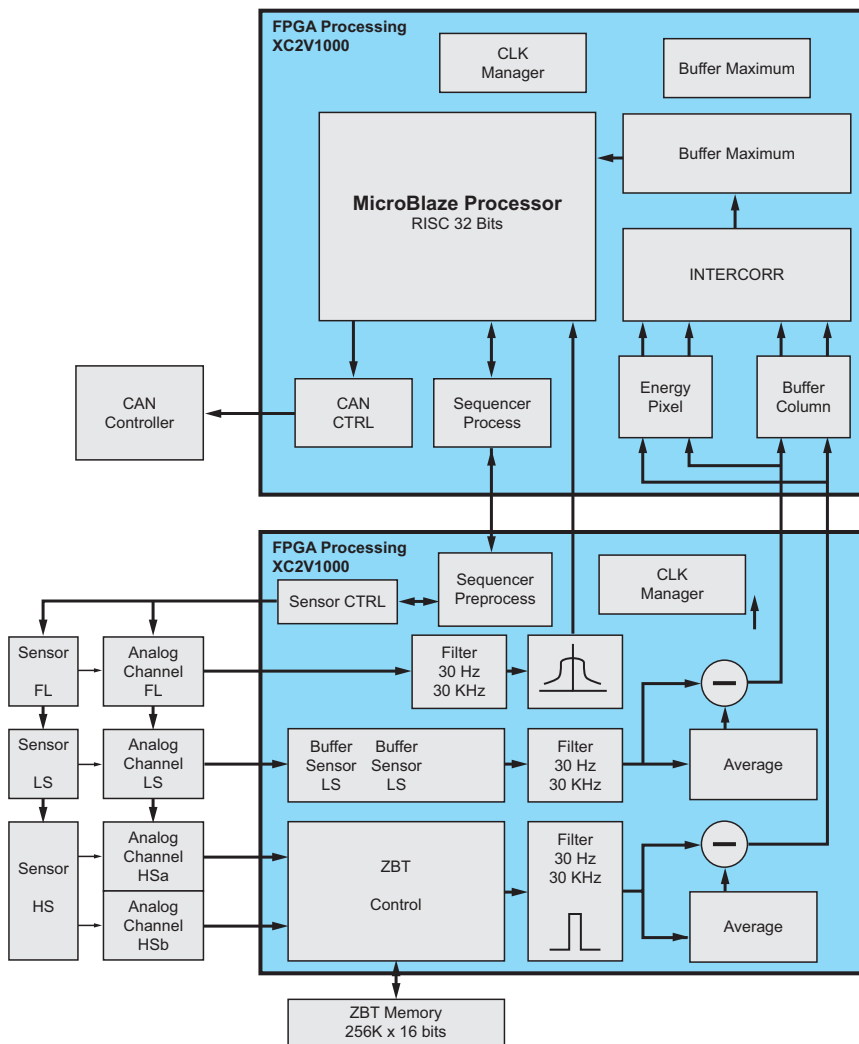 FPGA Processing
XC2V1000
CLK
Manager
Buffer Maximum
Buffer Maximum
MicroBlaze Processor
RISC 32 Bits
INTERCORR
CAN
Controller
CAN
CTRL
Sequencer
Process
Energy
Pixel
Buffer
Column
FPGA Processing
XC2V1000
Sequencer
Preprocess
CLK
Manager
Sensor CTRL
Sensor
FL
Analog
Channel
FL
Filter
30 Hz
30 KHz
Sensor
LS
Analog
Channel
LS
Buffer
Sensor
LS
Buffer
Sensor
LS
Filter
30 Hz
30 KHz
Average
Sensor
HS
Analog
Channel
HSa
Analog
Channel
HSb
ZBT
Control
Filter
30 Hz
30 KHz
Average
ZBT Memory
256K x 16 bits